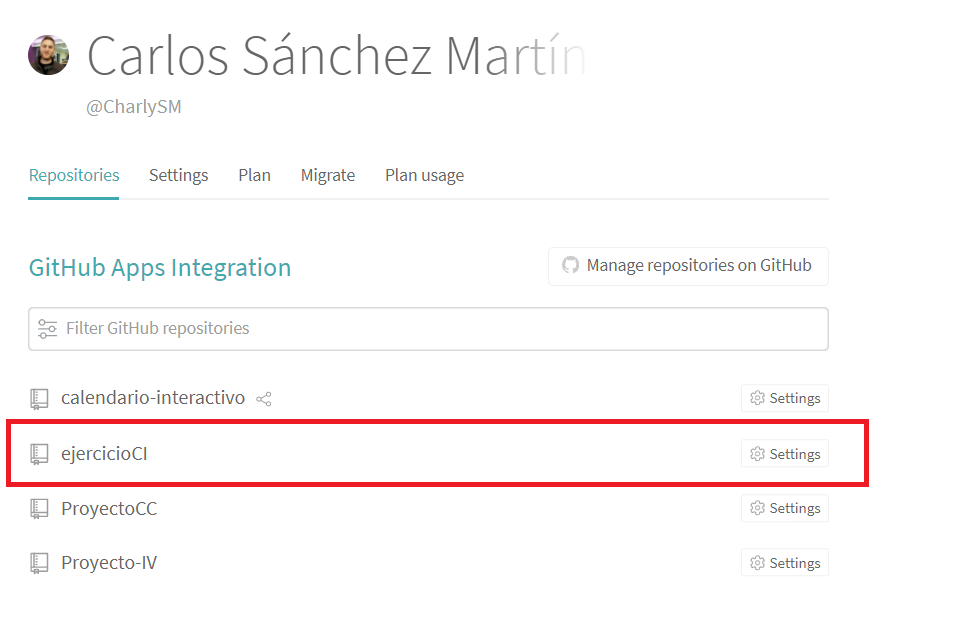 Carlos Sánchez Martín
@CharlySM
Repositories Settings Plan Migrate Plan usage
GitHub Apps Integration Manage repositories on GitHub
Filter GitHub repositories
calendario-interactivo Settings
ejercicioCI Settings
ProyectoCC Settings
Proyecto-IV Settings